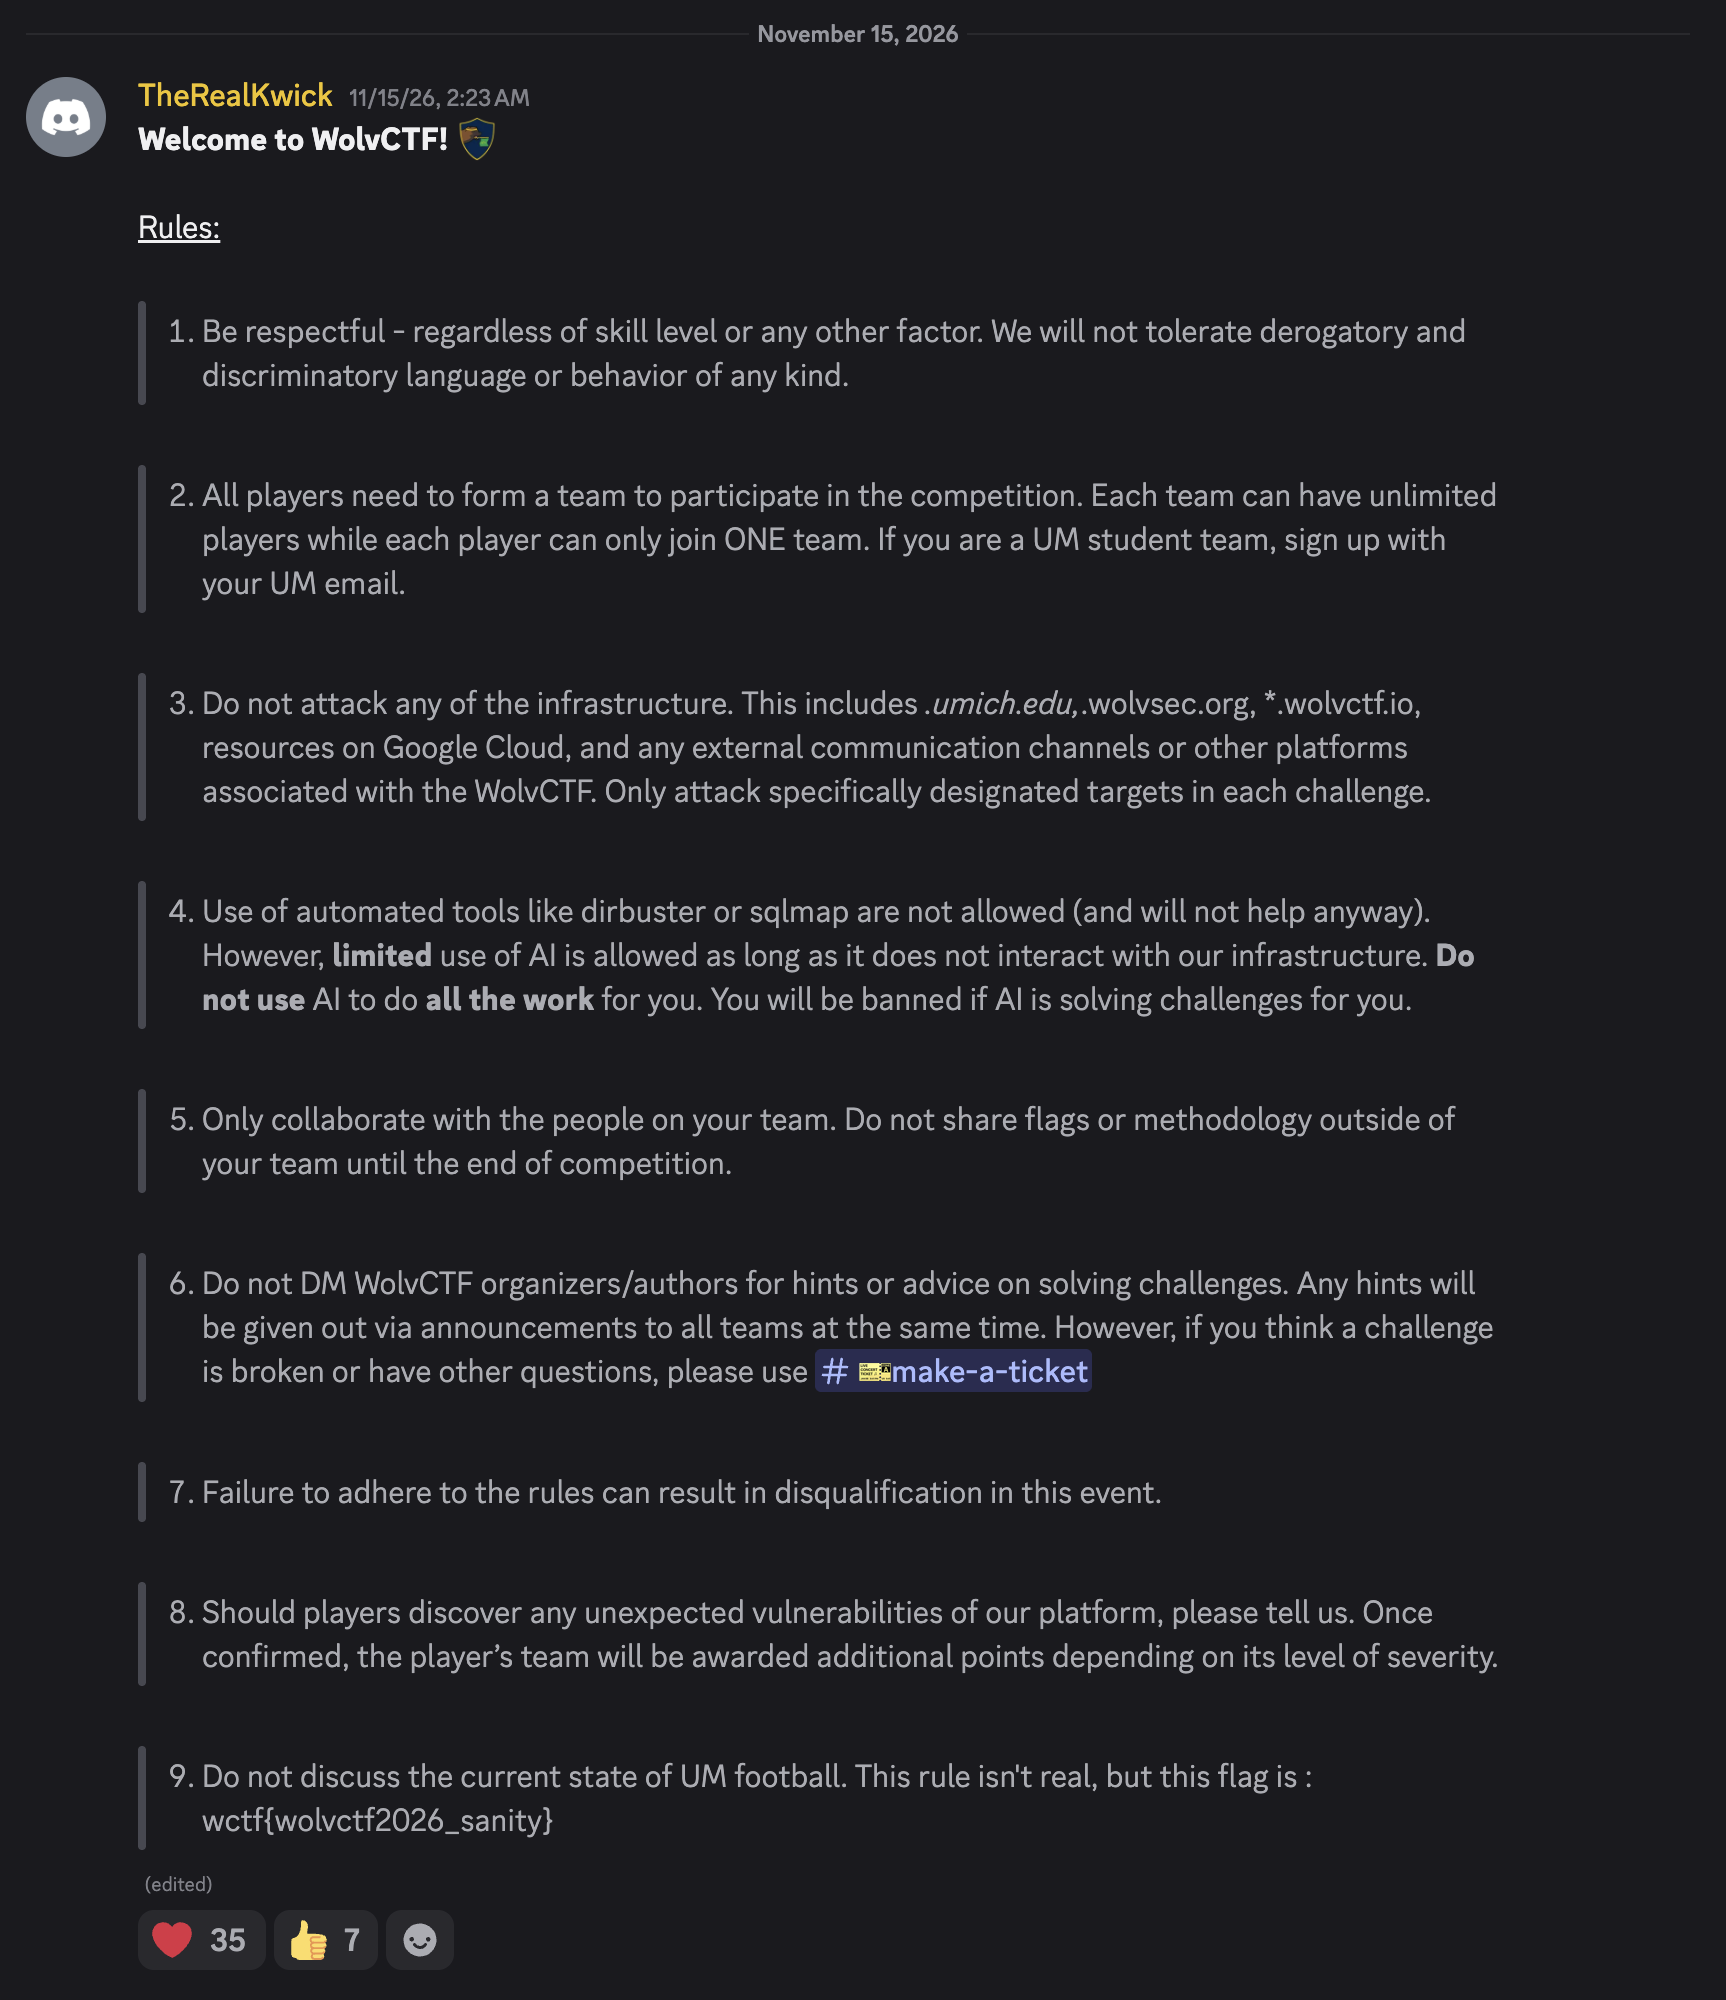 November 15, 2026
TheRealKwick 11/15/26, 2:23 AM
Welcome to WolvCTF!
Rules:
1. Be respectful - regardless of skill level or any other factor. We will not tolerate derogatory and
discriminatory language or behavior of any kind.
2. All players need to form a team to participate in the competition. Each team can have unlimited
players while each player can only join ONE team. If you are a UM student team, sign up with
your UM email.
3. Do not attack any of the infrastructure. This includes .umich.edu,.wolvsec.org, *.wolvctf.io,
resources on Google Cloud, and any external communication channels or other platforms
associated with the WolvCTF. Only attack specifically designated targets in each challenge.
4. Use of automated tools like dirbuster or sqlmap are not allowed (and will not help anyway).
However, limited use of AI is allowed as long as it does not interact with our infrastructure. Do
not use AI to do all the work for you. You will be banned if AI is solving challenges for you.
5. Only collaborate with the people on your team. Do not share flags or methodology outside of
your team until the end of competition.
6. Do not DM WolvCTF organizers/authors for hints or advice on solving challenges. Any hints will
be given out via announcements to all teams at the same time. However, if you think a challenge
is broken or have other questions, please use # 🎫make-a-ticket
7. Failure to adhere to the rules can result in disqualification in this event.
8. Should players discover any unexpected vulnerabilities of our platform, please tell us. Once
confirmed, the player’s team will be awarded additional points depending on its level of severity.
9. Do not discuss the current state of UM football. This rule isn't real, but this flag is :
wctf{wolvctf2026_sanity}
(edited)
35 7